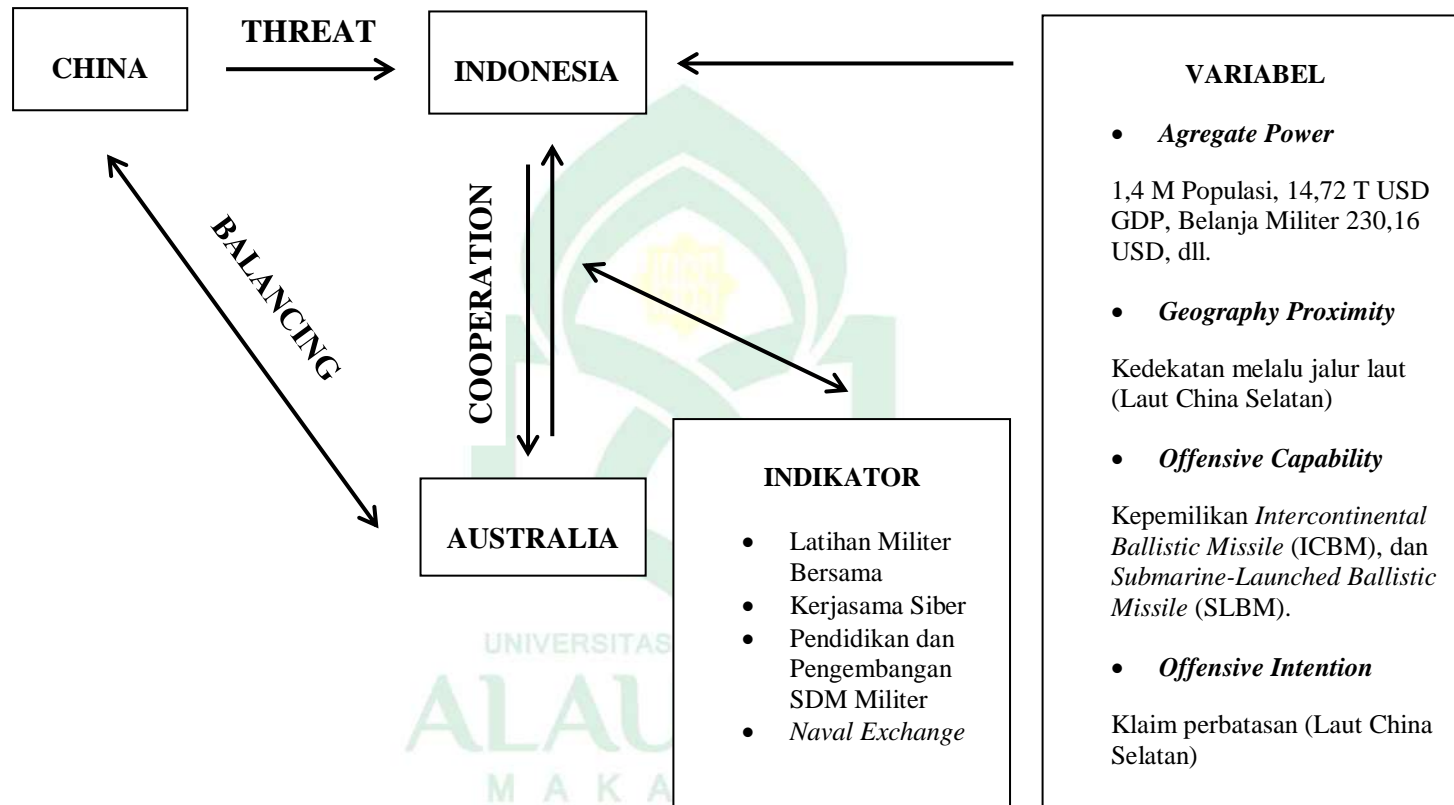 CHINA
THREAT
INDONESIA
BALANCING
COOPERATION
AUSTRALIA
INDIKATOR
• Latihan Militer
Bersama
• Kerjasama Siber
• Pendidikan dan
Pengembangan
SDM Militer
• Naval Exchange
VARIABEL
• Agregate Power
1,4 M Populasi, 14,72 T USD
GDP, Belanja Militer 230,16
USD, dll.
• Geography Proximity
Kedekatan melalu jalur laut
(Laut China Selatan)
• Offensive Capability
Kepemilikan Intercontinental
Ballistic Missile (ICBM), dan
Submarine-Launched Ballistic
Missile (SLBM).
• Offensive Intention
Klaim perbatasan (Laut China
Selatan)
UNIVERSITAS
ALAU
MAKA